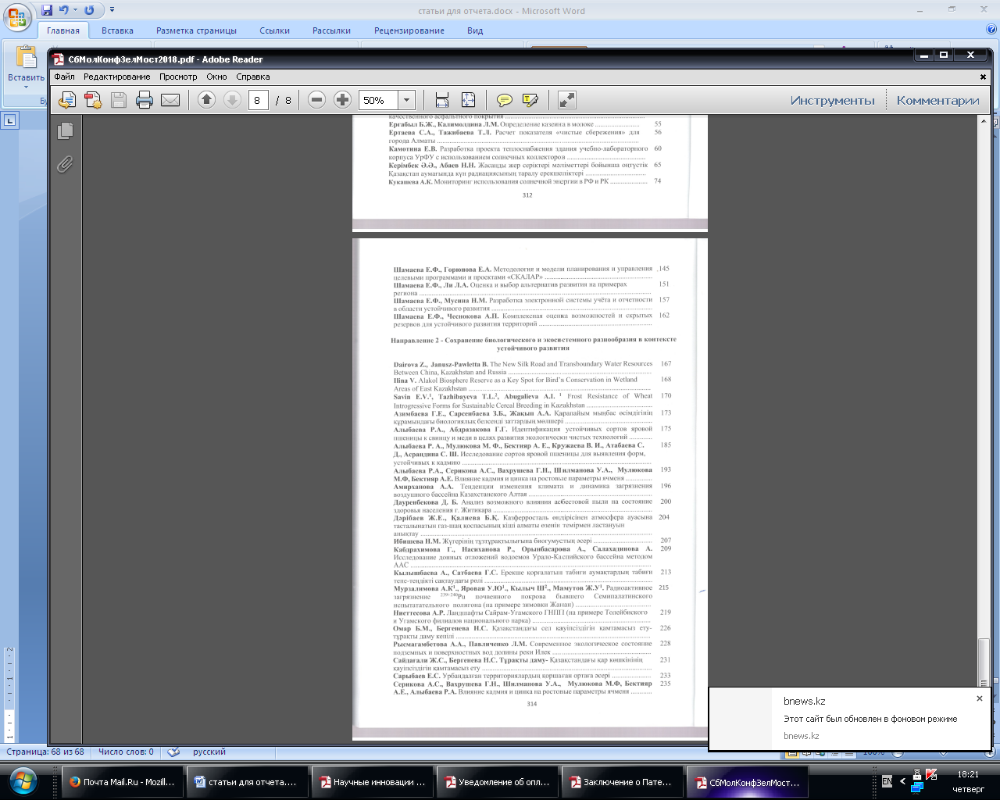 статьи для отчета.docx - Microsoft Word
Главная Вставка Разметка страницы Ссылки Рассылки Рецензирование Вид
Вставить
СбМолКонфЗелМост2018.pdf - Adobe Reader
Файл Редактирование Просмотр Окно Справка
8 / 8 50% Инструменты Комментарии
качественного асфальтного покрытия
Ергабыл Б.Ж., Калимолдина Л.М. Определение казеина в молоке 55
Ертаева С.А., Тажибаева Т.Л. Расчет показателя «чистые сбережения» для 56
города Алматы
Камотина Е.В. Разработка проекта теплоснабжения здания учебно-лабораторного 60
корпуса УрФУ с использованием солнечных коллекторов
Керімбек Ә.Ә., Абаев Н.Н. Жасанды жер серіктері мәліметтері бойынша оңтүстік 65
Қазақстан аумағында күн радиациясының таралу ерекшеліктері
Кукашева А.К. Мониторинг использования солнечной энергии в РФ и РК 74
312
Шамаева Е.Ф., Горюнова Е.А. Методология и модели планирования и управления 145
целевыми программами и проектами «СКАЛАР»
Шамаева Е.Ф., Ли Л.А. Оценка и выбор альтернатив развития на примерах 151
региона
Шамаева Е.Ф., Мусина Н.М. Разработка электронной системы учёта и отчетности 157
в области устойчивого развития
Шамаева Е.Ф., Чеснокова А.П. Комплексная оценка возможностей и скрытых 162
резервов для устойчивого развития территорий
Направление 2 - Сохранение биологического и экосистемного разнообразия в контексте
устойчивого развития
Dairova Z., Janusz-Pawletta B. The New Silk Road and Transboundary Water Resources 167
Between China, Kazakhstan and Russia
Ilina V. Alakol Biosphere Reserve as a Key Spot for Bird's Conservation in Wetland 168
Areas of East Kazakhstan
Savin E.V.¹, Tazhibayeva T.L.², Abugalieva A.I. ¹ Frost Resistance of Wheat 170
Introgressive Forms for Sustainable Cereal Breeding in Kazakhstan
Азимбаева Г.Е., Сарсенбаева З.Б., Жақын А.А. Қарапайым мыңбас өсімдігінің 173
құрамындағы биологиялық белсенді заттардың мөлшері
Алыбаева Р.А., Абдразакова Г.Г. Идентификация устойчивых сортов яровой 175
пшеницы к свинцу и меди в целях развития экологически чистых технологий
Алыбаева Р. А., Мулюкова М. Ф., Бектияр А. Е., Кружаева В. И., Атабаева С. 185
Д., Асрандина С. Ш. Исследование сортов яровой пшеницы для выявления форм,
устойчивых к кадмию
Алыбаева Р.А., Серикова А.С., Вахрушева Г.Н., Шилманова У.А., Мулюкова 193
М.Ф, Бектияр А.Е. Влияние кадмия и цинка на ростовые параметры ячменя
Амирханова А.А. Тенденции изменения климата и динамика загрязнения 196
воздушного бассейна Казахстанского Алтая
Дауренбекова Д. Б. Анализ возможного влияния асбестовой пыли на состояние 200
здоровья населения г. Житикара
Дәрібаев Ж.Е., Қалиева Б.Қ. Казферросталь өндірісінен атмосфера ауасына 204
тасталынатын газ-шаң қоспасының кіші алматы өзенін темірмен ластануын
анықтау
Ибишева Н.М. Жүгерінің тұзтұрақтылығына биогумустың әсері 207
Кабдрахимова Г., Насиханова Р., Орынбасарова А., Салахадинова А. 209
Исследование донных отложений водоемов Урало-Каспийского бассейна методом
ААС
Кылышбаева А., Сатбаева Г.С. Ерекше қорғалатын табиғи аумақтардың табиғи 213
тепе-теңдікті сақтаудағы рөлі
Мурзалимова А.К¹., Яровая У.Ю¹., Кылыч Ш²., Мамутов Ж.У¹. Радиоактивное 215
загрязнение ²³⁹⁺²⁴⁰Pu почвенного покрова бывшего Семипалатинского
испытатательного полигона (на примере зимовки Жанан)
Ниеттесова А.Р. Ландшафты Сайрам-Угамского ГНПП (на примере Толейбиского 219
и Угамского филиалов национального парка)
Омар Б.М., Бергенева Н.С. Қазақстандағы сел қауіпсіздігін қамтамасыз ету- 226
тұрақты даму кепілі
Рысмагамбетова А.А., Павличенко Л.М. Современное экологическое состояние 228
подземных и поверхностных вод долины реки Илек
Сайдағали Ж.С., Бергенева Н.С. Тұрақты даму- Қазақстандағы қар көшкінінің 231
қауіпсіздігін қамтамасыз ету
Сарыбаев Е.С. Урбандалған территориялардың қоршаған ортаға әсері 233
Серикова А.С., Вахрушева Г.Н., Шилманова У.А., Мулюкова М.Ф, Бектияр 235
А.Е., Алыбаева Р.А. Влияние кадмия и цинка на ростовые параметры ячменя
314
bnews.kz
Этот сайт был обновлен в фоновом режиме
bnews.kz
Страница: 68 из 68 Число слов: 0 русский 100%
Почта Mail.Ru - Mozill... статьи для отчета.... Научные инновации ... Уведомление об опл... Заключение о Пате... СбМолКонфЗелМост... EN 18:21
четверг